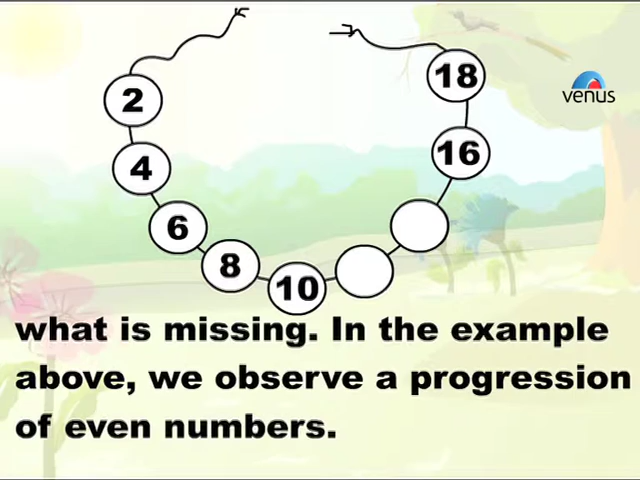 2
18
venus
4
16
6
8
10
what is missing. In the example
above, we observe a progression
of even numbers.